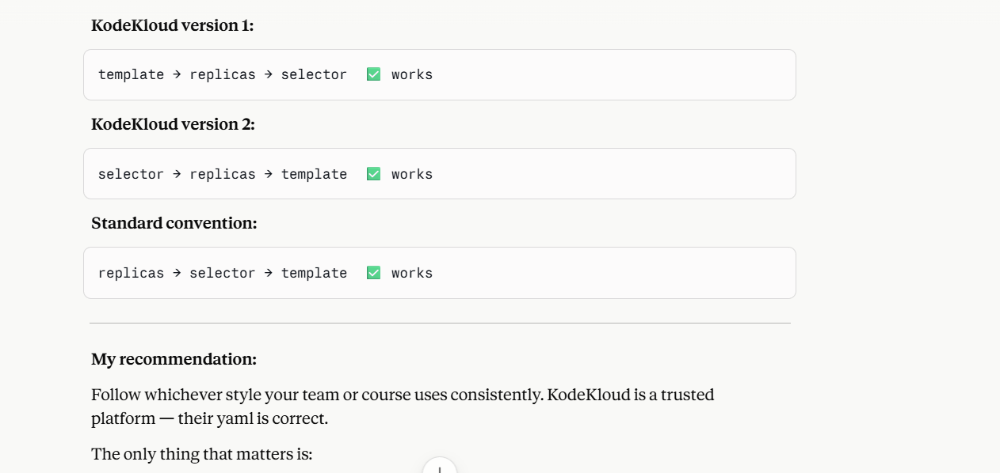 KodeKloud version 1:
template → replicas → selector ✅ works
KodeKloud version 2:
selector → replicas → template ✅ works
Standard convention:
replicas → selector → template ✅ works
My recommendation:
Follow whichever style your team or course uses consistently. KodeKloud is a trusted
platform — their yaml is correct.
The only thing that matters is: